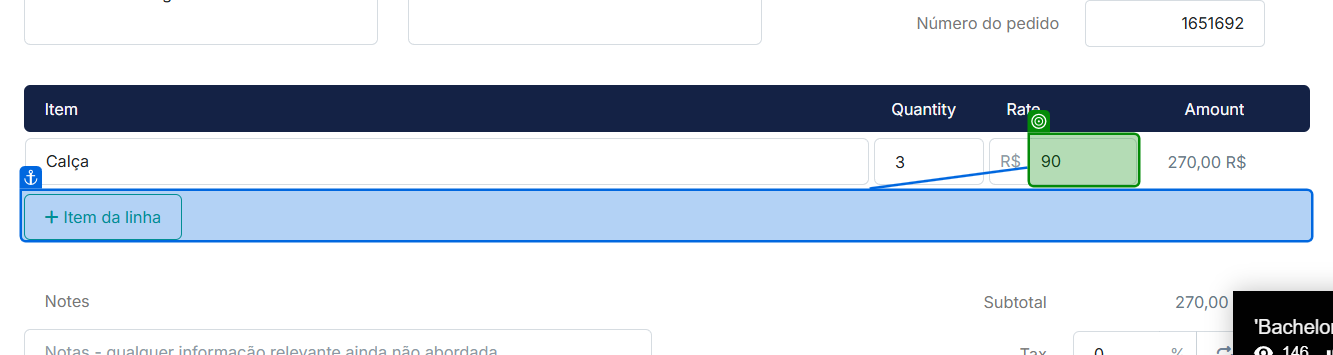 Número do pedido 1651692
Item Quantity Rate Amount
Calça 3 R$ 90 270,00 R$
+ Item da linha
Notes Subtotal 270,00
Notas - qualquer informação relevante ainda não abordada Tax 0 %
'Bachelor
146